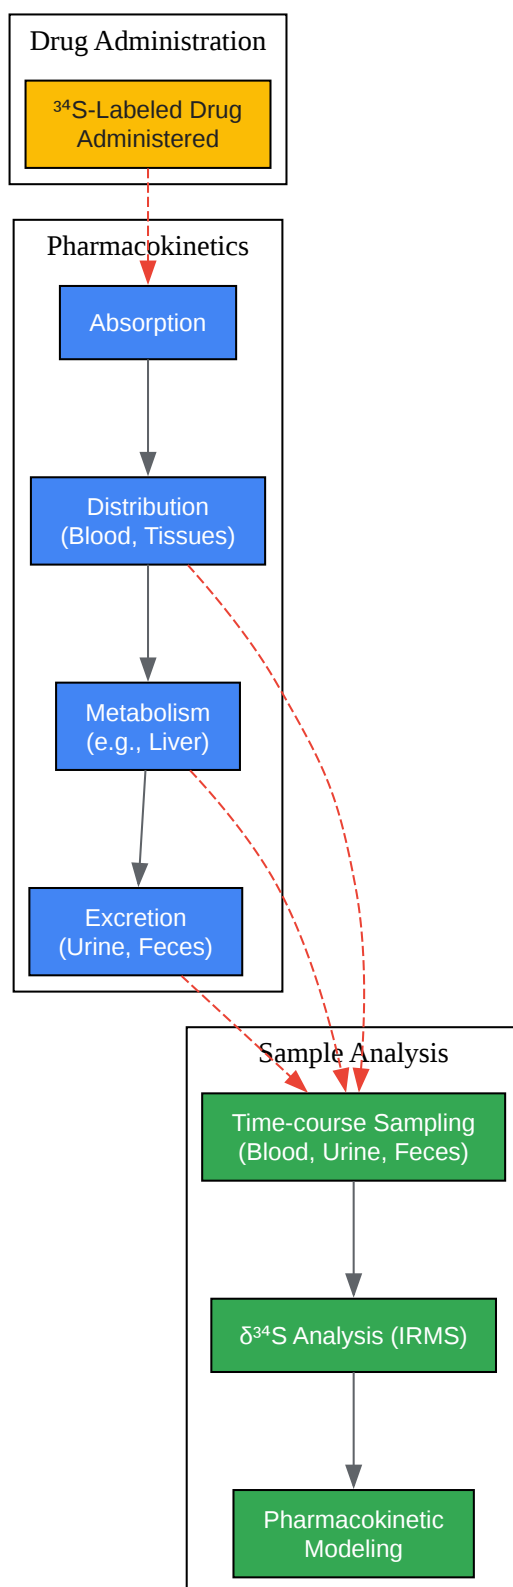 Drug Administration
³⁴S-Labeled Drug
Administered
Pharmacokinetics
Absorption
Distribution
(Blood, Tissues)
Metabolism
(e.g., Liver)
Excretion
(Urine, Feces)
Sample Analysis
Time-course Sampling
(Blood, Urine, Feces)
δ³⁴S Analysis (IRMS)
Pharmacokinetic
Modeling